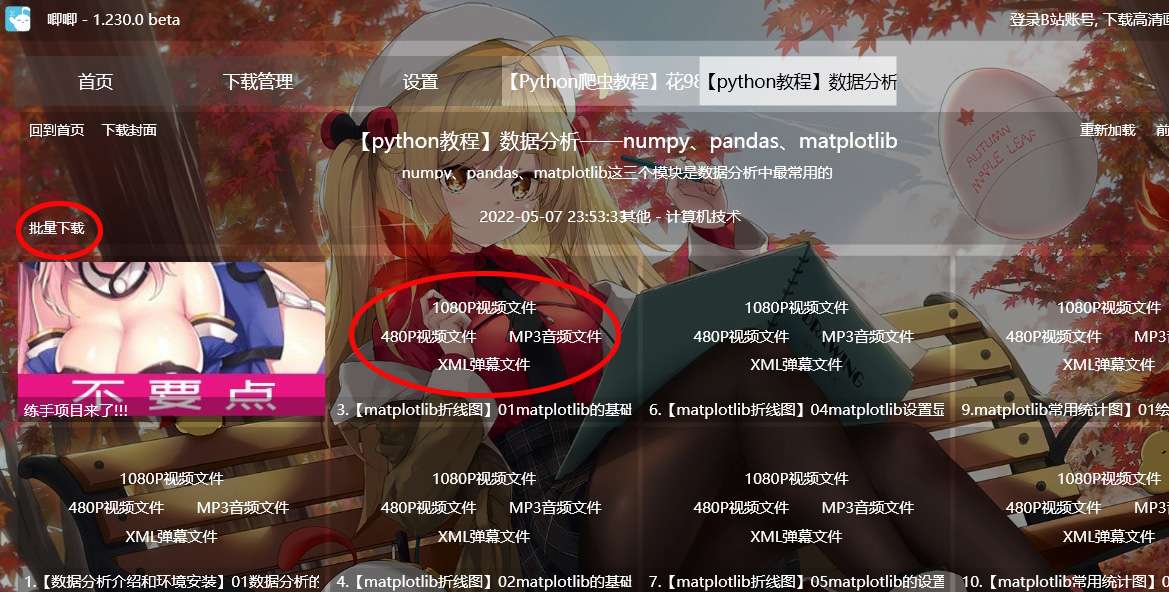 唧唧 - 1.230.0 beta
登录B站账号, 下载高清画
首页 下载管理 设置 【Python爬虫教程】花98 【python教程】数据分析
回到首页 下载封面
重新加载 前
【python教程】数据分析——numpy、pandas、matplotlib
numpy、pandas、matplotlib这三个模块是数据分析中最常用的
2022-05-07 23:53:33其他 - 计算机技术
批量下载
不要点
练手项目来了!!!
1080P视频文件
480P视频文件 MP3音频文件
XML弹幕文件
3.【matplotlib折线图】01matplotlib的基础
1080P视频文件
480P视频文件 MP3音频文件
XML弹幕文件
6.【matplotlib折线图】04matplotlib设置显
1080P视频文件
480P视频文件 MP3
XML弹幕文件
9.matplotlib常用统计图】01绘
1080P视频文件
480P视频文件 MP3音频文件
XML弹幕文件
1.【数据分析介绍和环境安装】01数据分析的
1080P视频文件
480P视频文件 MP3音频文件
XML弹幕文件
4.【matplotlib折线图】02matplotlib的基础
1080P视频文件
480P视频文件 MP3音频文件
XML弹幕文件
7.【matplotlib折线图】05matplotlib的设置
1080P视频文件
480P视频文件 MP3
XML弹幕文件
10.【matplotlib常用统计图】0
AUTUMN
MAPLE LEAF